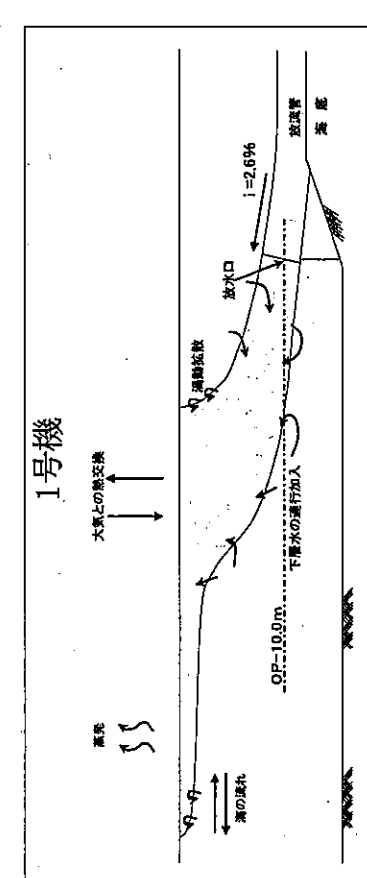 1号機
蒸発
大気との熱交換
渦動拡散
放水口
i=2.6%
放流管
海底
OP-10.0m
下層水の連行加入
潮の流れ